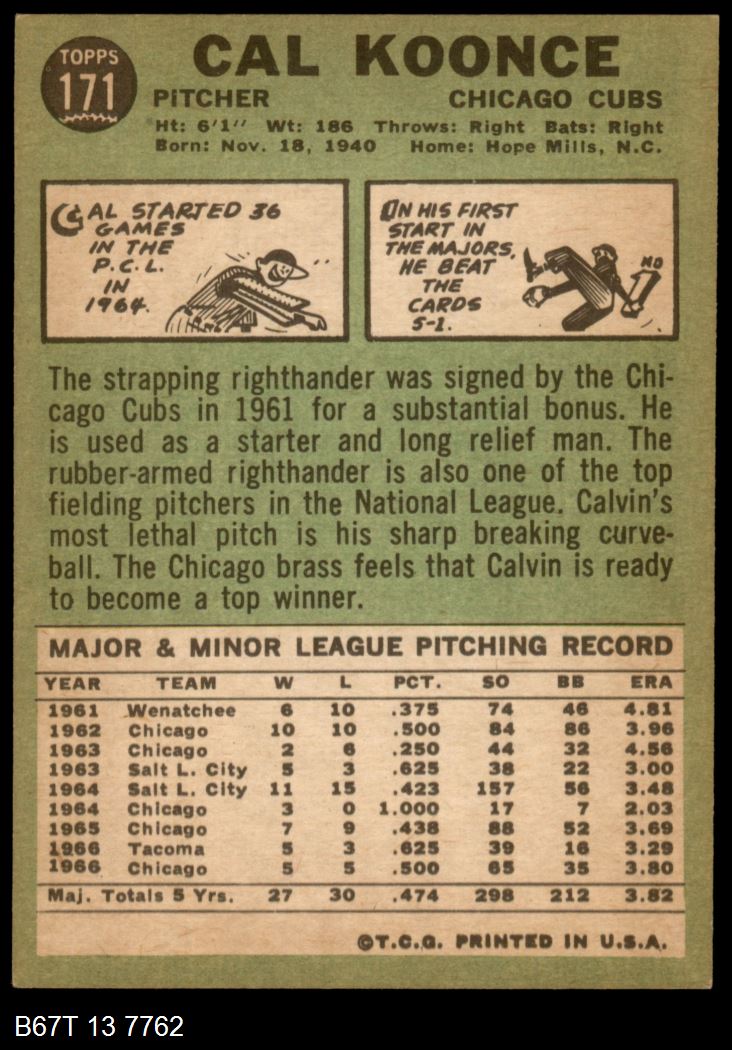 TOPPS
171
CAL KOONCE
PITCHER CHICAGO CUBS
Ht: 6'1" Wt: 186 Throws: Right Bats: Right
Born: Nov. 18, 1940 Home: Hope Mills, N.C.
CAL STARTED 36
GAMES
IN THE
P.C.L.
IN
1964.
ON HIS FIRST
START IN
THE MAJORS,
HE BEAT
THE
CARDS
5-1.
NO
The strapping righthander was signed by the Chi-
cago Cubs in 1961 for a substantial bonus. He
is used as a starter and long relief man. The
rubber-armed righthander is also one of the top
fielding pitchers in the National League. Calvin's
most lethal pitch is his sharp breaking curve-
ball. The Chicago brass feels that Calvin is ready
to become a top winner.
MAJOR & MINOR LEAGUE PITCHING RECORD
YEAR TEAM W L PCT. SO BB ERA
1961 Wenatchee 6 10 .375 74 46 4.81
1962 Chicago 10 10 .500 84 86 3.96
1963 Chicago 2 6 .250 44 32 4.56
1963 Salt L. City 5 3 .625 38 22 3.00
1964 Salt L. City 11 15 .423 157 56 3.48
1964 Chicago 3 0 1.000 17 7 2.03
1965 Chicago 7 9 .438 88 52 3.69
1966 Tacoma 5 3 .625 39 16 3.29
1966 Chicago 5 5 .500 65 35 3.80
Maj. Totals 5 Yrs. 27 30 .474 298 212 3.82
©T.C.G. PRINTED IN U.S.A.
B67T 13 7762